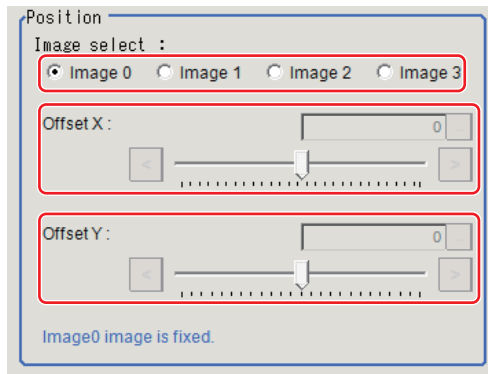 Position
Image select :
Image 0 Image 1 Image 2 Image 3
Offset X : 0 ...
< >
Offset Y : 0 ...
< >
Image0 image is fixed.